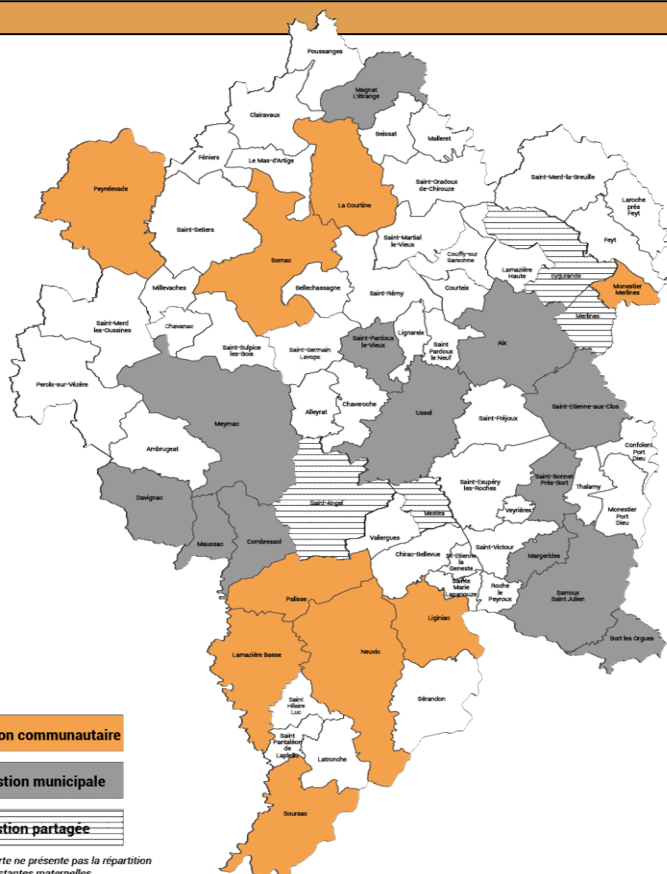 Poussanges
Magnat
L'étrange
Clairavaux
Beissat
Malleret
Féniers
Le Mas-d'Artige
Saint-Oradoux
de-Chirouze
Saint-Merd-la-Breuille
Laroche
près
Feyt
Peyrelevade
La Courtine
Saint-Setiers
Saint-Martial
le-Vieux
Feyt
Couffy-sur
Sarsonne
Sornac
Lamazière
Haute
Eygurande
Monestier
Merlines
Millevaches
Bellechassagne
Saint-Rémy
Courteix
Merlines
Saint-Merd
les-Oussines
Chavanac
Lignareix
Saint-Pardoux
le-Vieux
Saint
Pardoux
le Neuf
Aix
Saint-Sulpice
les-Bois
Saint-Germain
Lavops
Perols-sur-Vézère
Alleyrat
Chaveroche
Ussel
Saint-Fréjoux
Saint-Etienne-aux-Clos
Meymac
Ambrugeat
Confolent
Port
Dieu
Saint-Exupéry
les-Roches
Saint-Bonnet
Près-Bort
Thalamy
Davignac
Saint-Angel
Mestes
Veyrières
Monestier
Port
Dieu
Maussac
Combressol
Valiergues
Chirac-Bellevue
St-Etienne
la
Geneste
Saint-Victour
Margerides
Sainte
Marie
Lapanouze
Roche
le
Peyroux
Sarroux
Saint Julien
Palisse
Liginiac
Bort les Orgues
Lamazière Basse
Neuvic
Sérandon
Saint
Hilaire
Luc
Saint
Pantaléon
de
Lapleau
Latronche
Soursac
on communautaire
stion municipale
stion partagée
rte ne présente pas la répartition
stantes maternelles